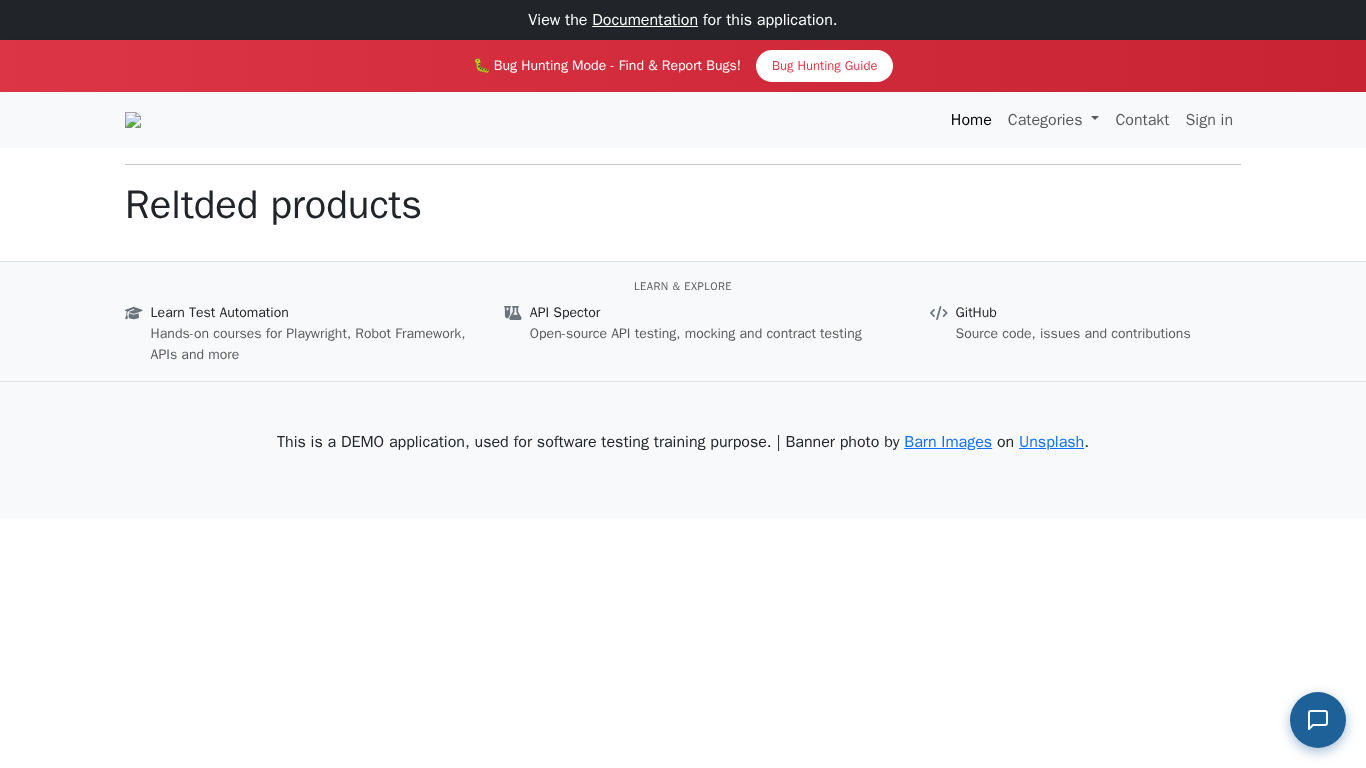 View the Documentation for this application.
🐛 Bug Hunting Mode - Find & Report Bugs! Bug Hunting Guide
Home Categories Contakt Sign in
Reltded products
LEARN & EXPLORE
Learn Test Automation
Hands-on courses for Playwright, Robot Framework,
APIs and more
API Spector
Open-source API testing, mocking and contract testing
GitHub
Source code, issues and contributions
This is a DEMO application, used for software testing training purpose. | Banner photo by Barn Images on Unsplash.